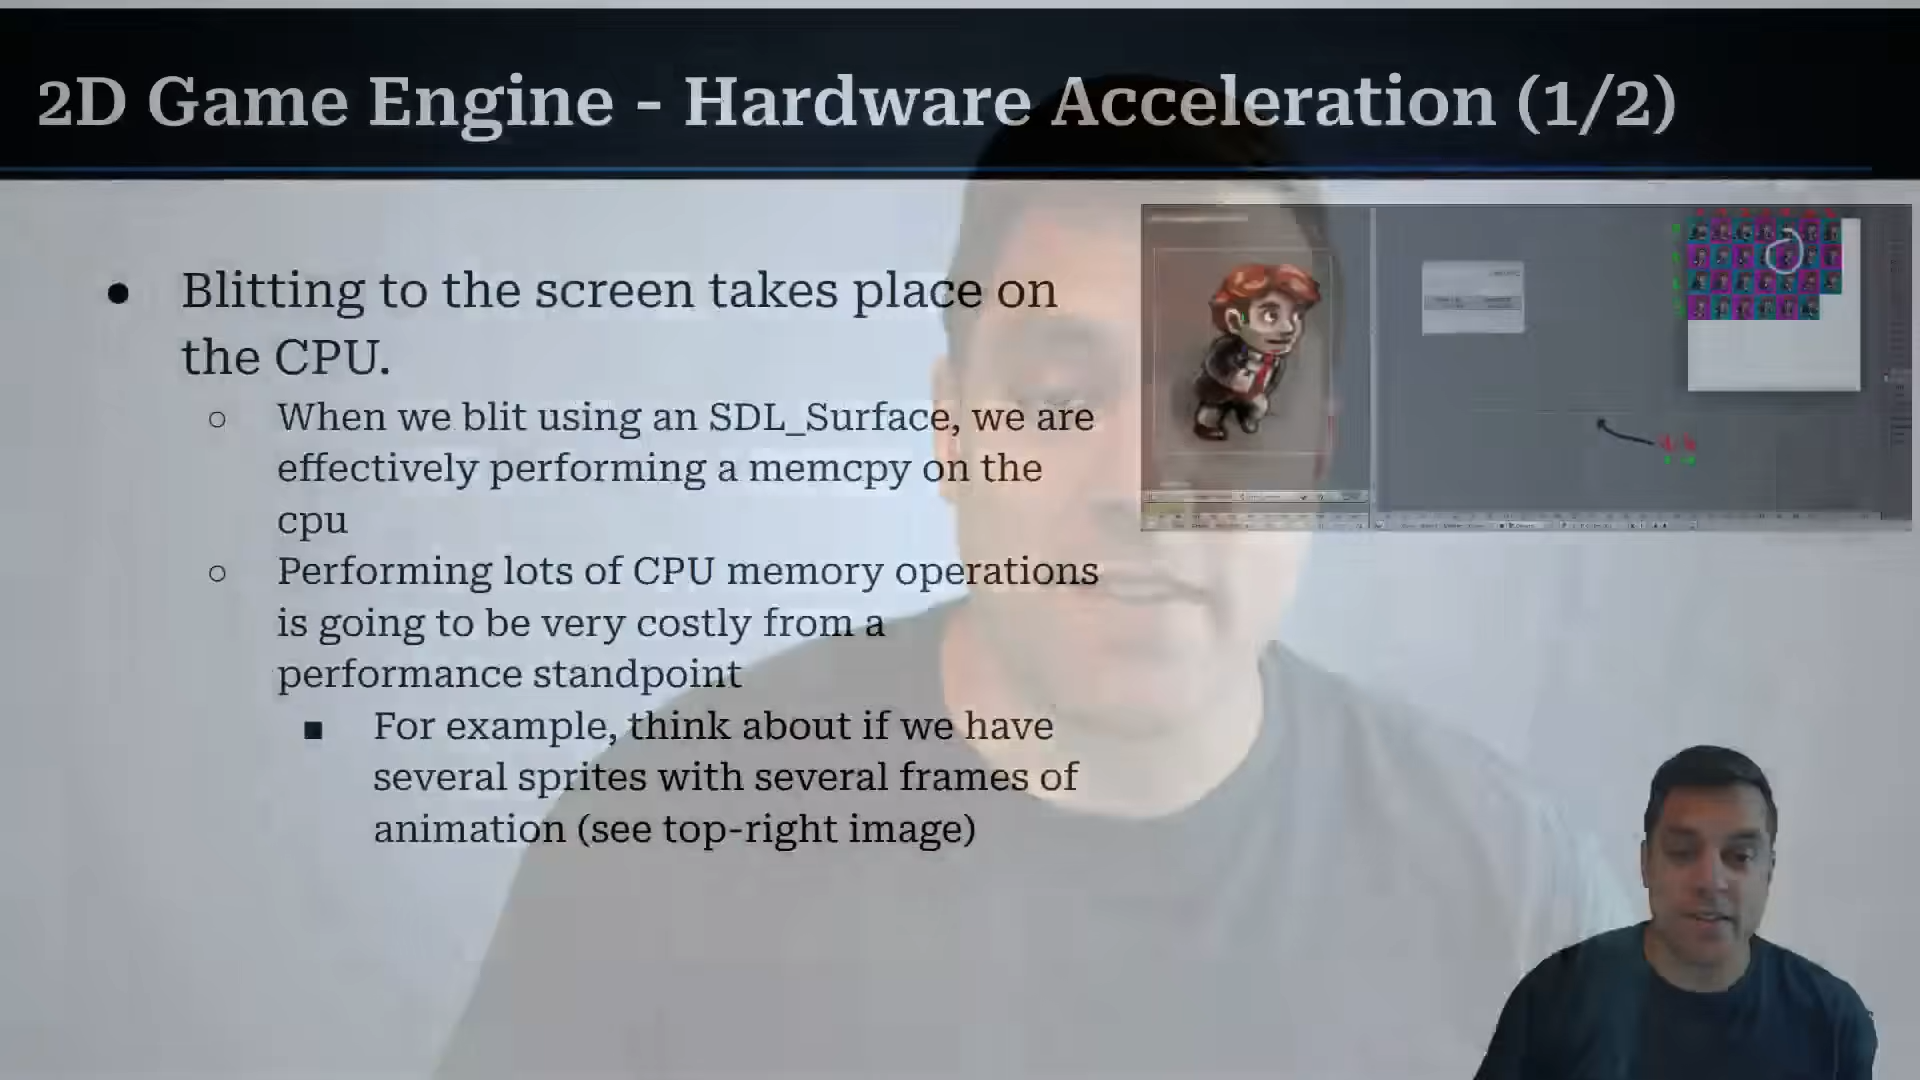 2D Game Engine - Hardware Acceleration (1/2)
● Blitting to the screen takes place on
the CPU.
○ When we blit using an SDL_Surface, we are
effectively performing a memcpy on the
cpu
○ Performing lots of CPU memory operations
is going to be very costly from a
performance standpoint
■ For example, think about if we have
several sprites with several frames of
animation (see top-right image)